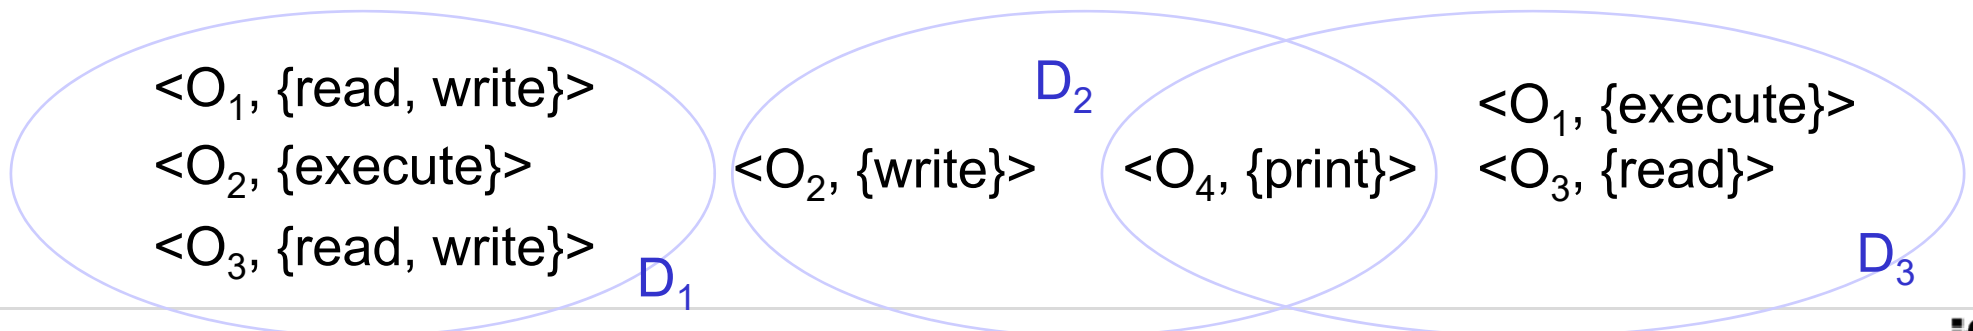 <O₁, {read, write}>
<O₂, {execute}>
<O₃, {read, write}>
D₁
D₂
<O₂, {write}>
<O₄, {print}>
<O₁, {execute}>
<O₃, {read}>
D₃